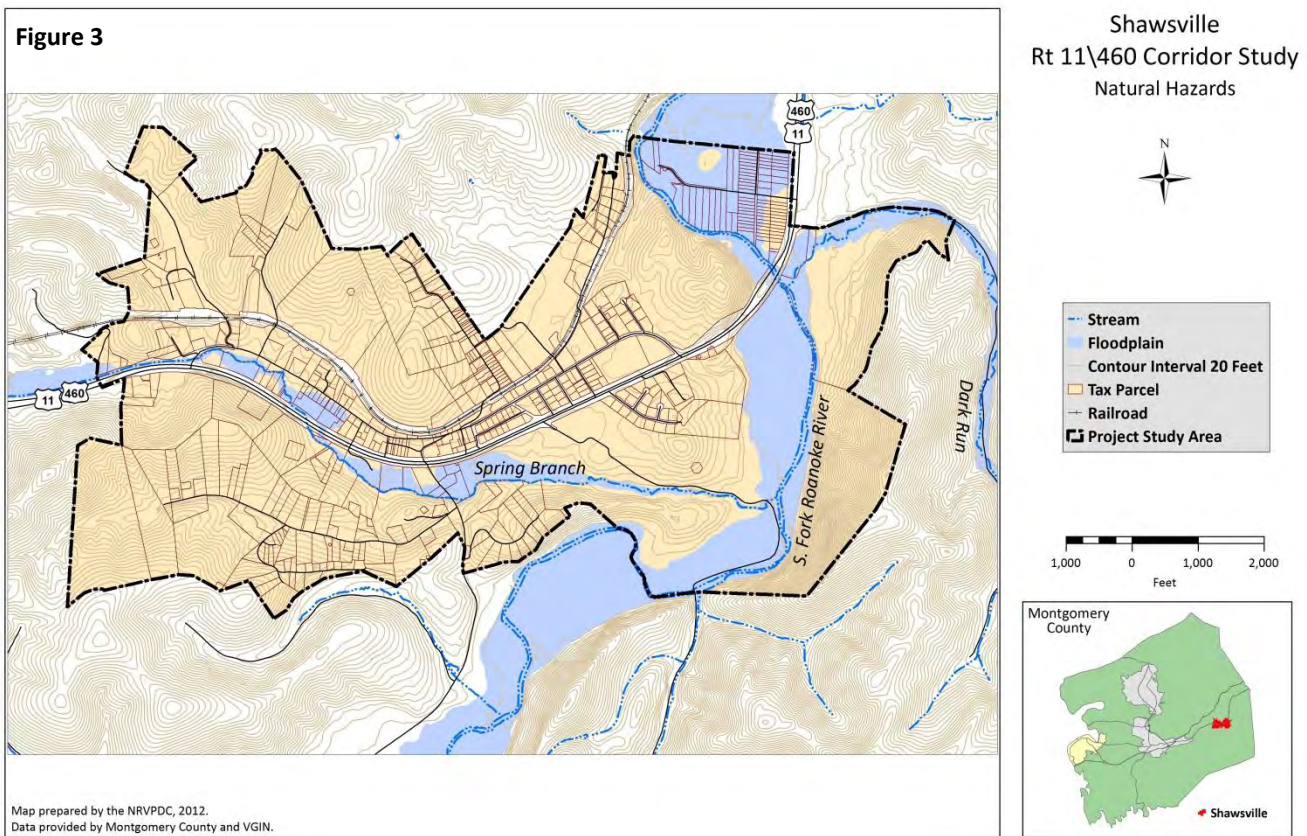 Figure 3
Shawsville
Rt 11\460 Corridor Study
Natural Hazards
N
460
11
11
460
Spring Branch
S. Fork Roanoke River
Dark Run
Stream
Floodplain
Contour Interval 20 Feet
Tax Parcel
Railroad
Project Study Area
1,000 0 1,000 2,000
Feet
Montgomery
County
Shawsville
Map prepared by the NRVPDC, 2012.
Data provided by Montgomery County and VGIN.